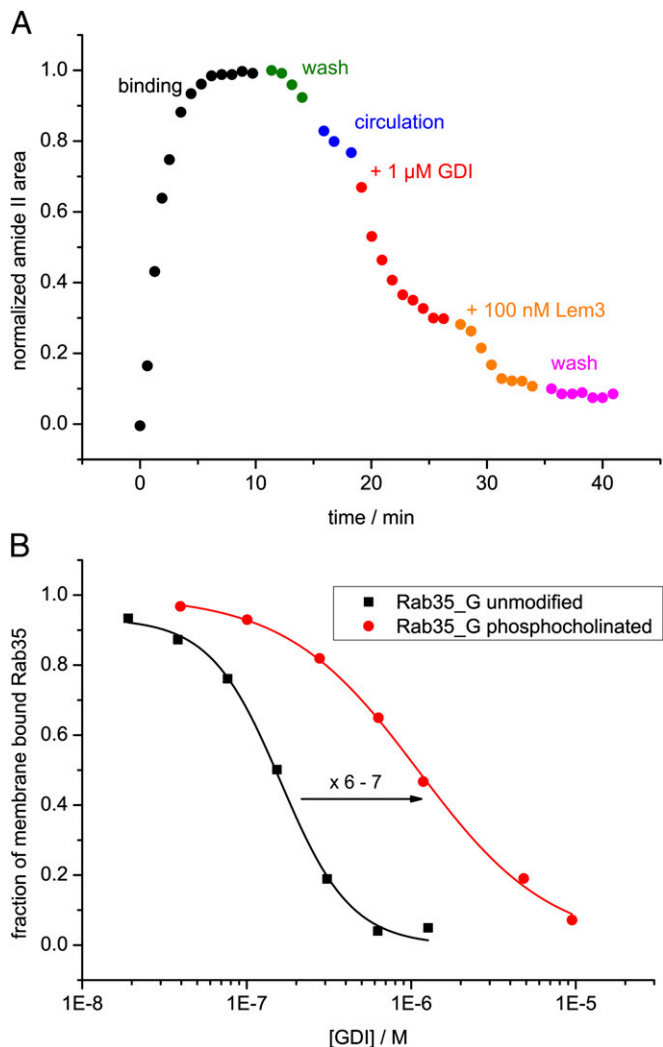 A
binding
wash
circulation
+ 1 µM GDI
+ 100 nM Lem3
wash
normalized amide II area
1.0
0.8
0.6
0.4
0.2
0.0
0
10
20
30
40
time / min
B
Rab35_G unmodified
Rab35_G phosphocholinated
x 6 - 7
fraction of membrane bound Rab35
1.0
0.8
0.6
0.4
0.2
0.0
1E-8
1E-7
1E-6
1E-5
[GDI] / M